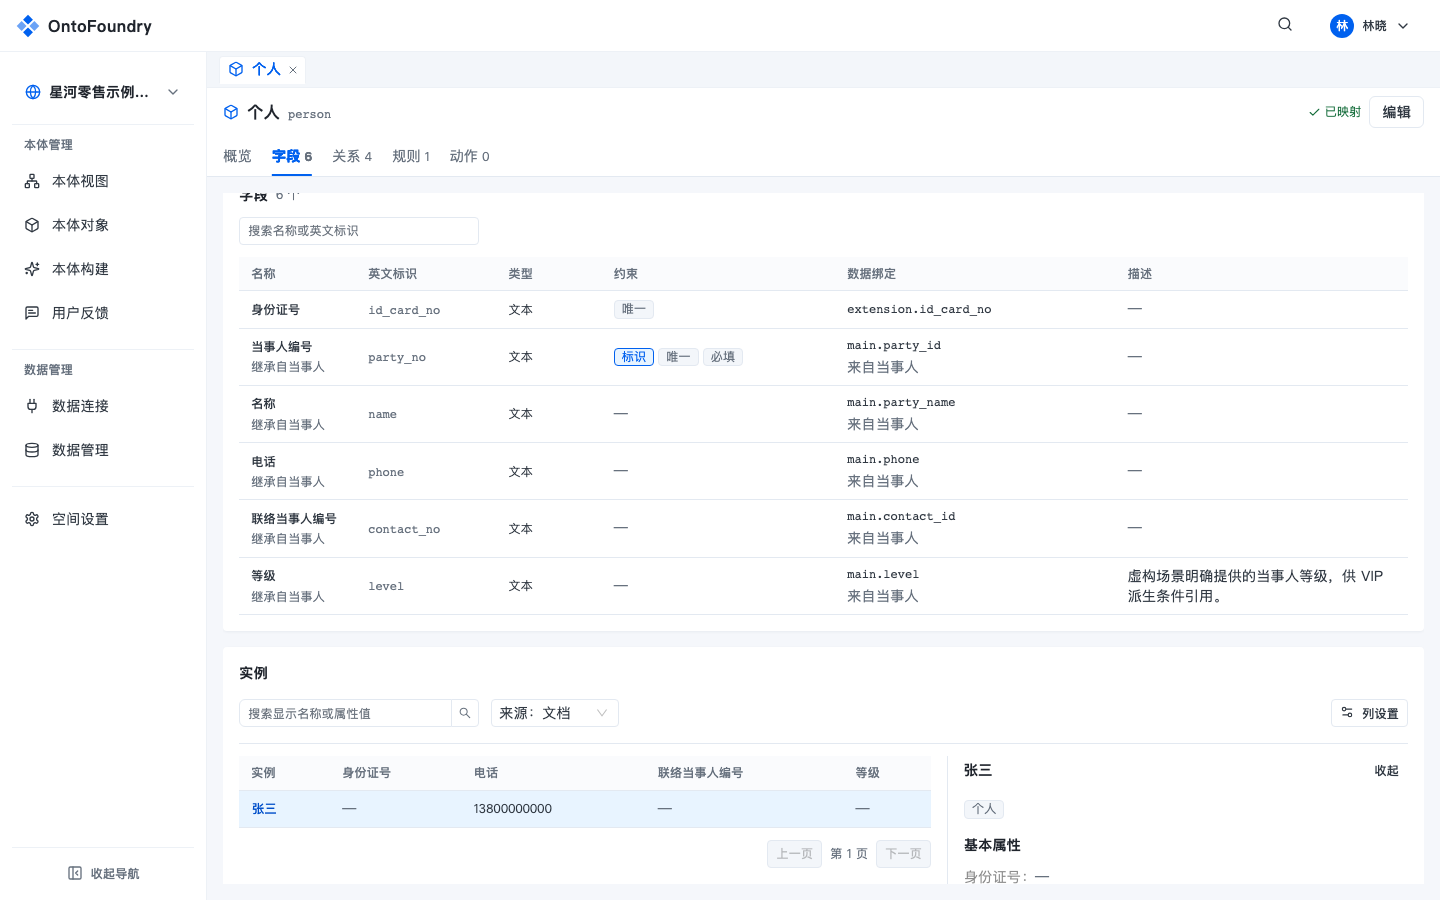 OntoFoundry
林 林晓
星河零售示例...
本体管理
本体视图
本体对象
本体构建
用户反馈
数据管理
数据连接
数据管理
空间设置
收起导航
个人
个人 person
已映射 编辑
概览 字段 6 关系 4 规则 1 动作 0
字段 6 个
搜索名称或英文标识
名称 英文标识 类型 约束 数据绑定 描述
身份证号 id_card_no 文本 唯一 extension.id_card_no —
当事人编号 party_no 文本 标识 唯一 必填 main.party_id —
继承自当事人 来自当事人
名称 name 文本 — main.party_name —
继承自当事人 来自当事人
电话 phone 文本 — main.phone —
继承自当事人 来自当事人
联络当事人编号 contact_no 文本 — main.contact_id —
继承自当事人 来自当事人
等级 level 文本 — main.level 虚构场景明确提供的当事人等级，供 VIP
继承自当事人 来自当事人 派生条件引用。
实例
搜索显示名称或属性值 来源：文档 列设置
实例 身份证号 电话 联络当事人编号 等级
张三 — 13800000000 — —
上一页 第 1 页 下一页
张三 收起
个人
基本属性
身份证号：—